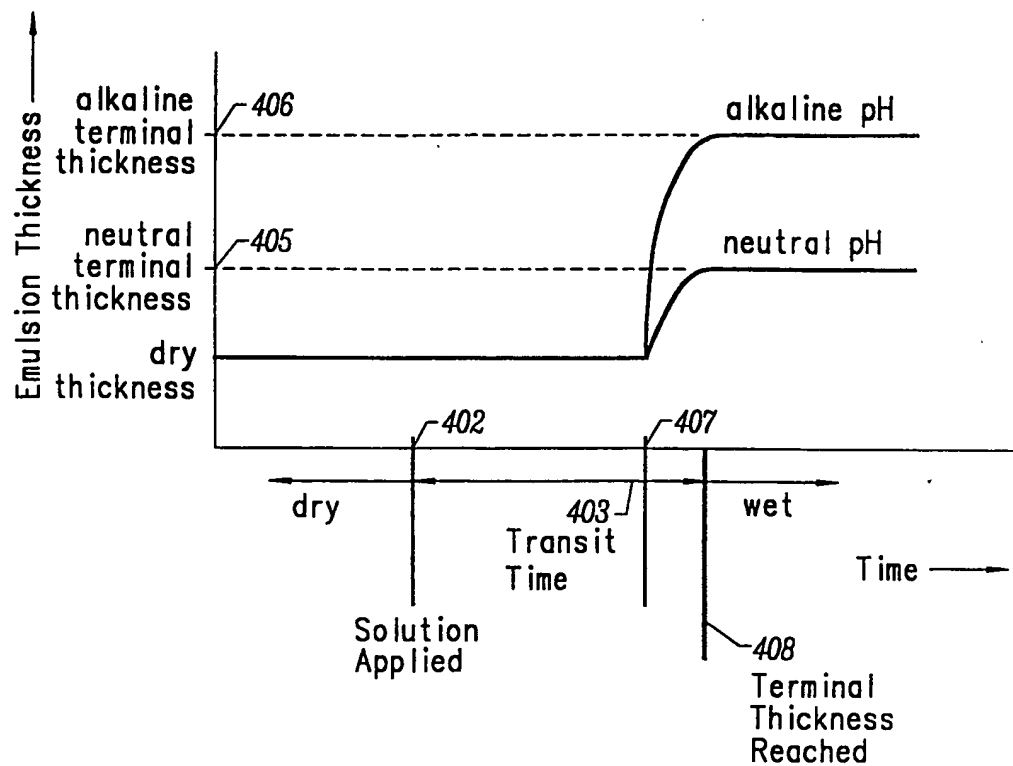 Emulsion Thickness
alkaline
terminal
thickness
406
alkaline pH
neutral
terminal
thickness
405
neutral pH
dry
thickness
402
407
dry
403
wet
Transit
Time
Time
Solution
Applied
408
Terminal
Thickness
Reached